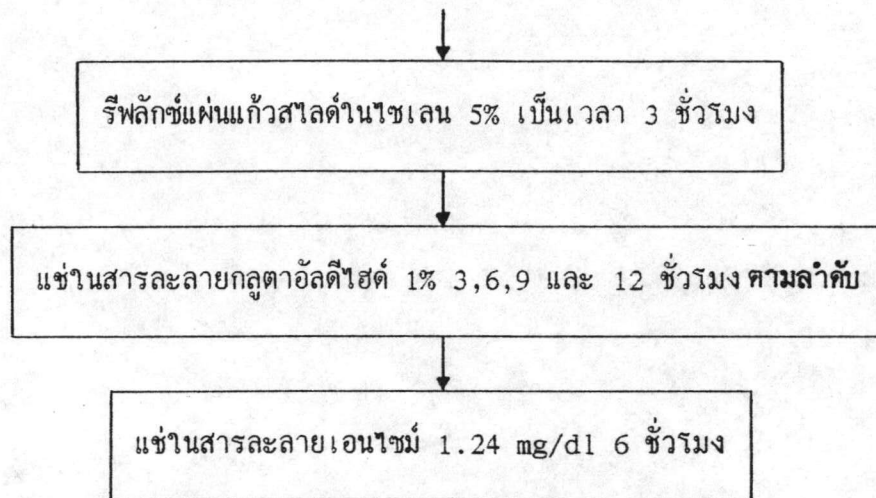 รีฟลักซ์แผ่นแก้วสไลด์ในไซเลน 5% เป็นเวลา 3 ชั่วโมง
แช่ในสารละลายกลูตาอัลดีไฮด์ 1% 3,6,9 และ 12 ชั่วโมง ตามลำดับ
แช่ในสารละลายเอนไซม์ 1.24 mg/dl 6 ชั่วโมง